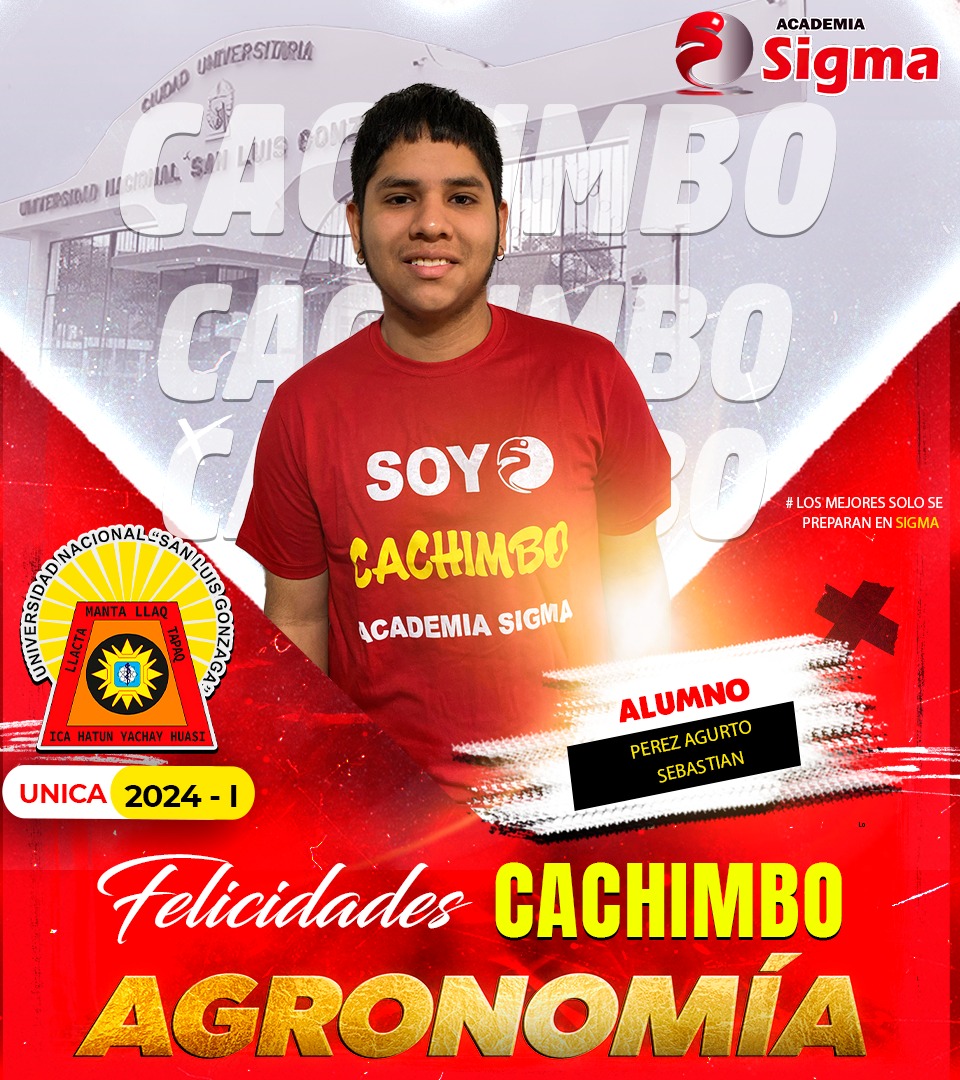 ACADEMIA
Sigma
CIUDAD UNIVERSITARIA
UNIVERSIDAD NACIONAL "SAN LUIS GONZ
CACHIMBO
CACHIMBO
CACHIMBO
SOY
CACHIMBO
ACADEMIA SIGMA
# LOS MEJORES SOLO SE
PREPARAN EN SIGMA
UNIVERSIDAD NACIONAL "SAN LUIS GONZAGA"
MANTA LLAQ
LLACTA
TAPAQ
ICA HATUN YACHAY HUASI
UNICA 2024 - I
ALUMNO
PEREZ AGURTO
SEBASTIAN
Lo
Felicidades CACHIMBO
AGRONOMÍA